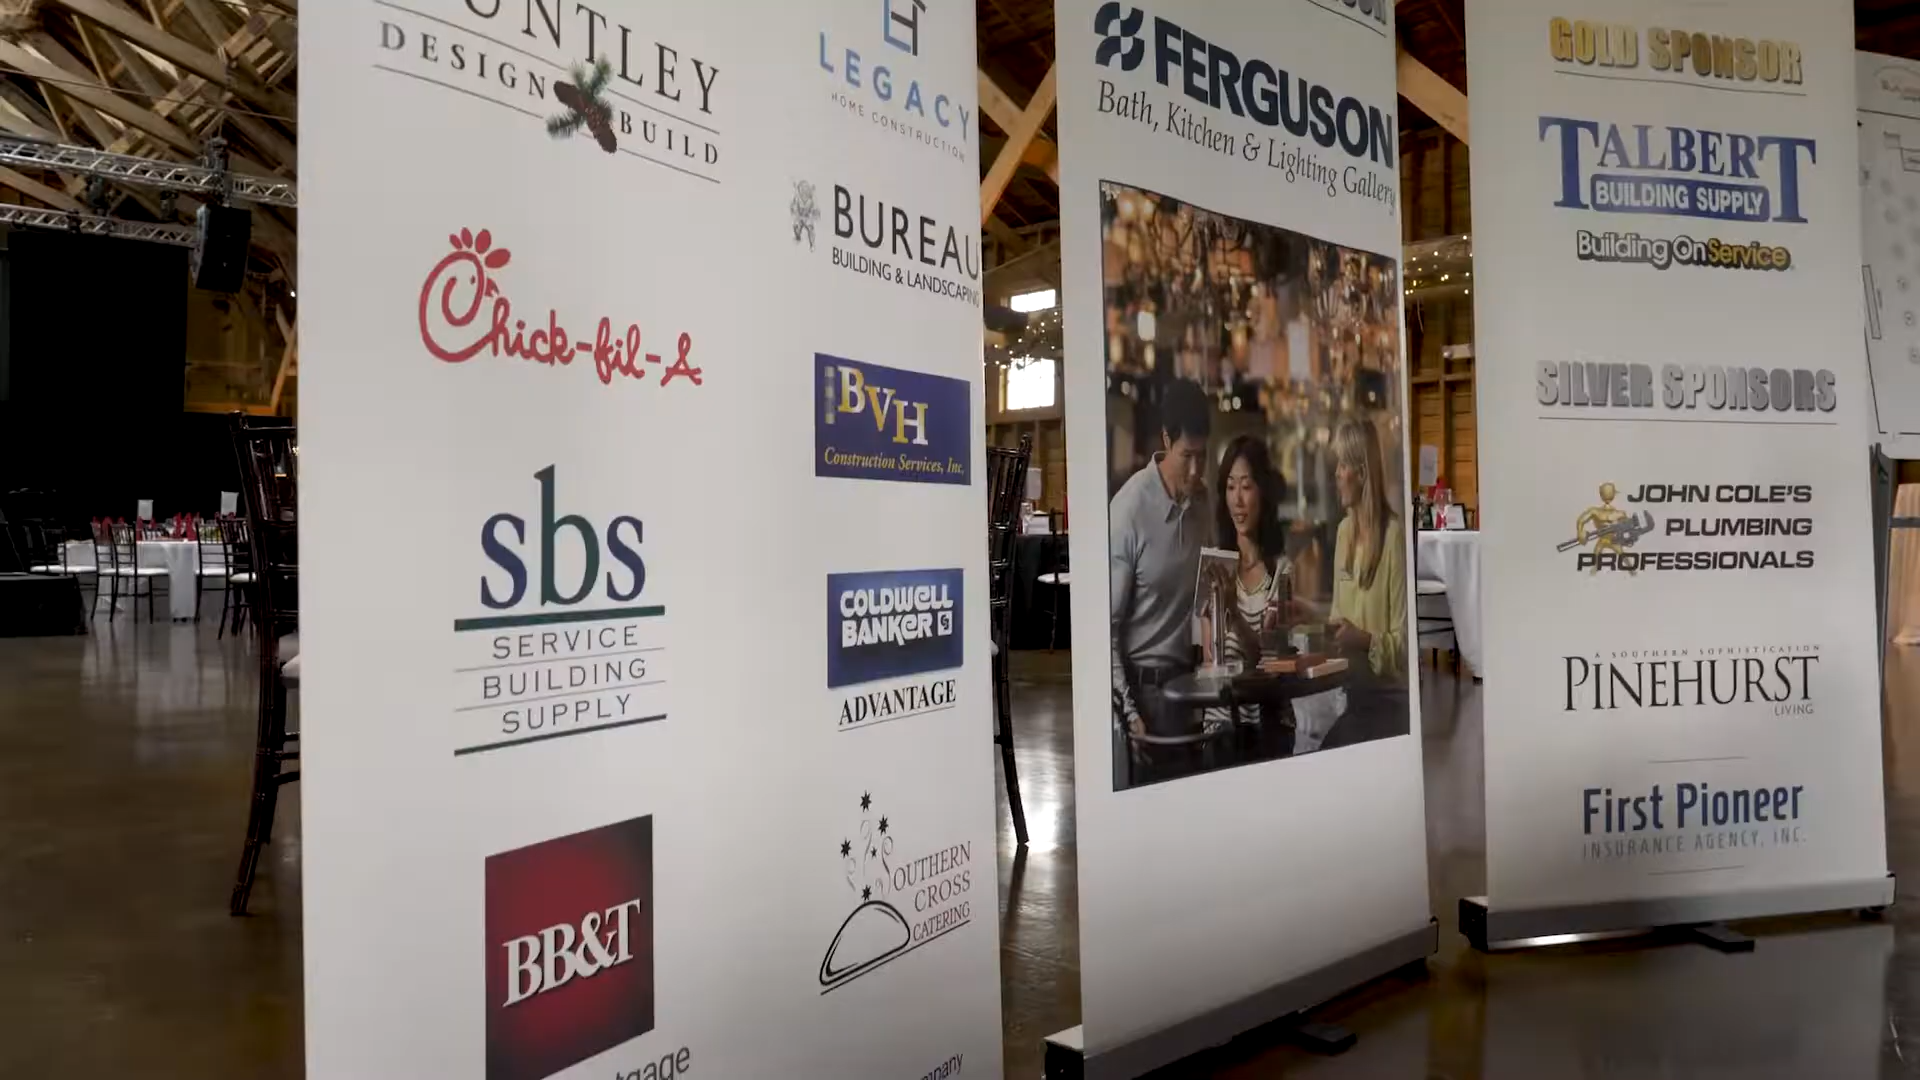 DESIGN
BUILD
Chick-fil-A
sbs
SERVICE
BUILDING
SUPPLY
BB&T
LEGACY
HOME CONSTRUCTION
BUREAU
BUILDING & LANDSCAPING
BVH
Construction Services, Inc.
COLDWELL
BANKER
ADVANTAGE
SOUTHERN
CROSS
CATERING
FERGUSON
Bath, Kitchen & Lighting Gallery
GOLD SPONSOR
TALBERT
BUILDING SUPPLY
Building On Service
SILVER SPONSORS
JOHN COLE'S
PLUMBING
PROFESSIONALS
A SOUTHERN SOPHISTICATION
PINEHURST
LIVING
First Pioneer
INSURANCE AGENCY, INC.